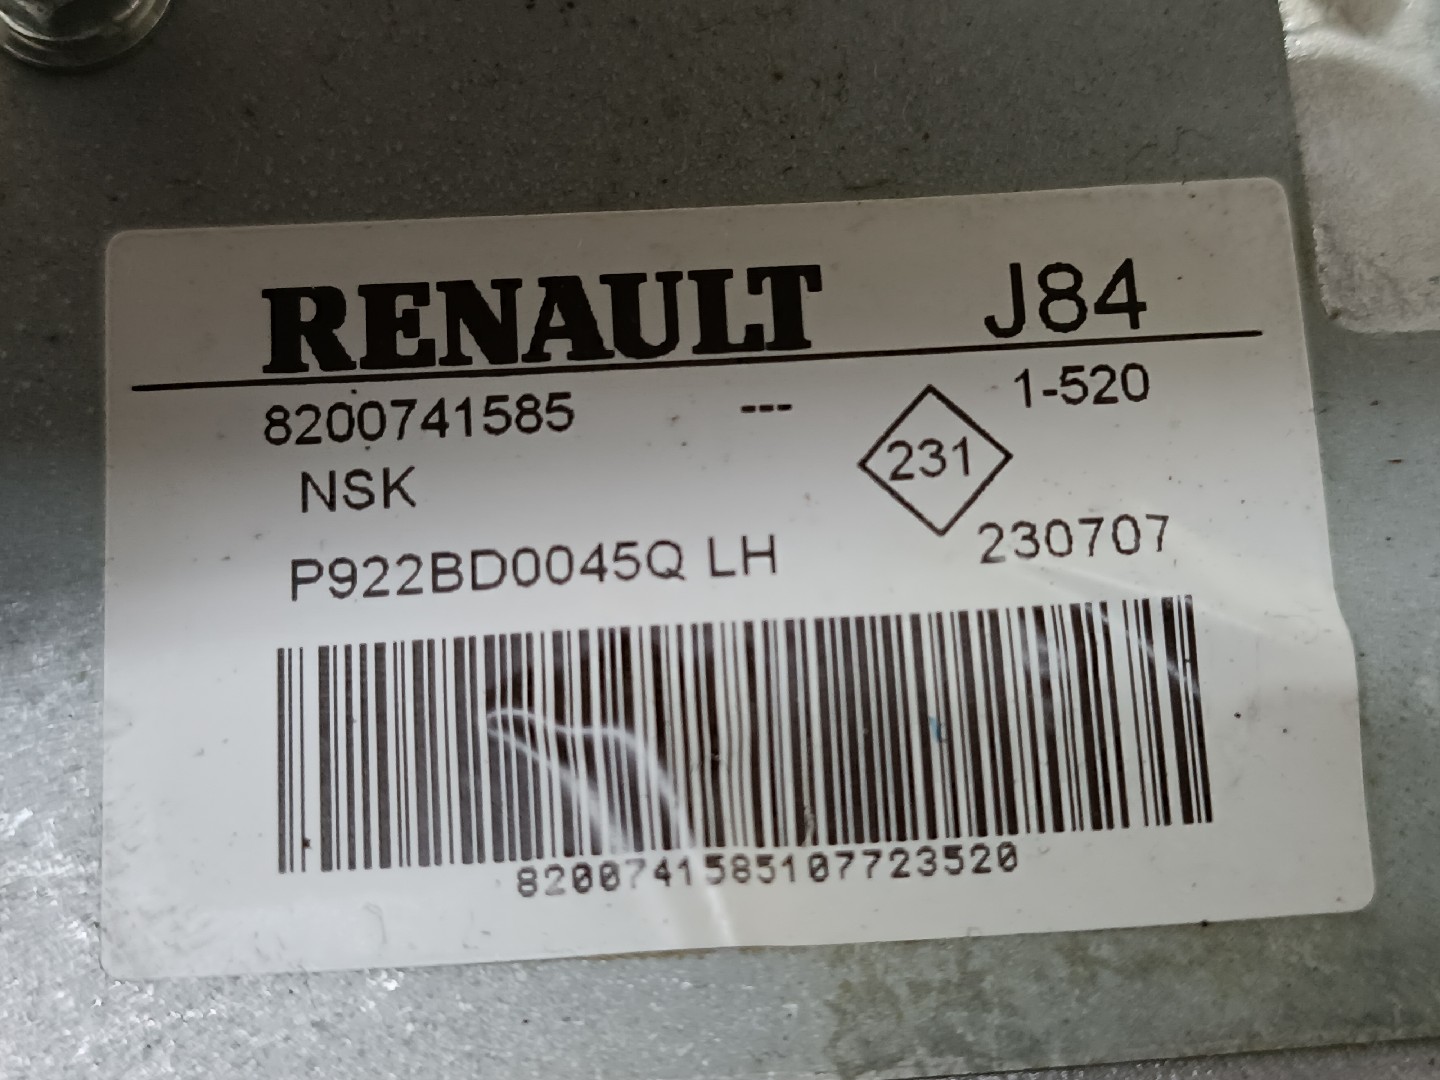 RENAULT J84
8200741585 --- 1-520
231
NSK
230707
P922BD0045Q LH
8200741585107723520